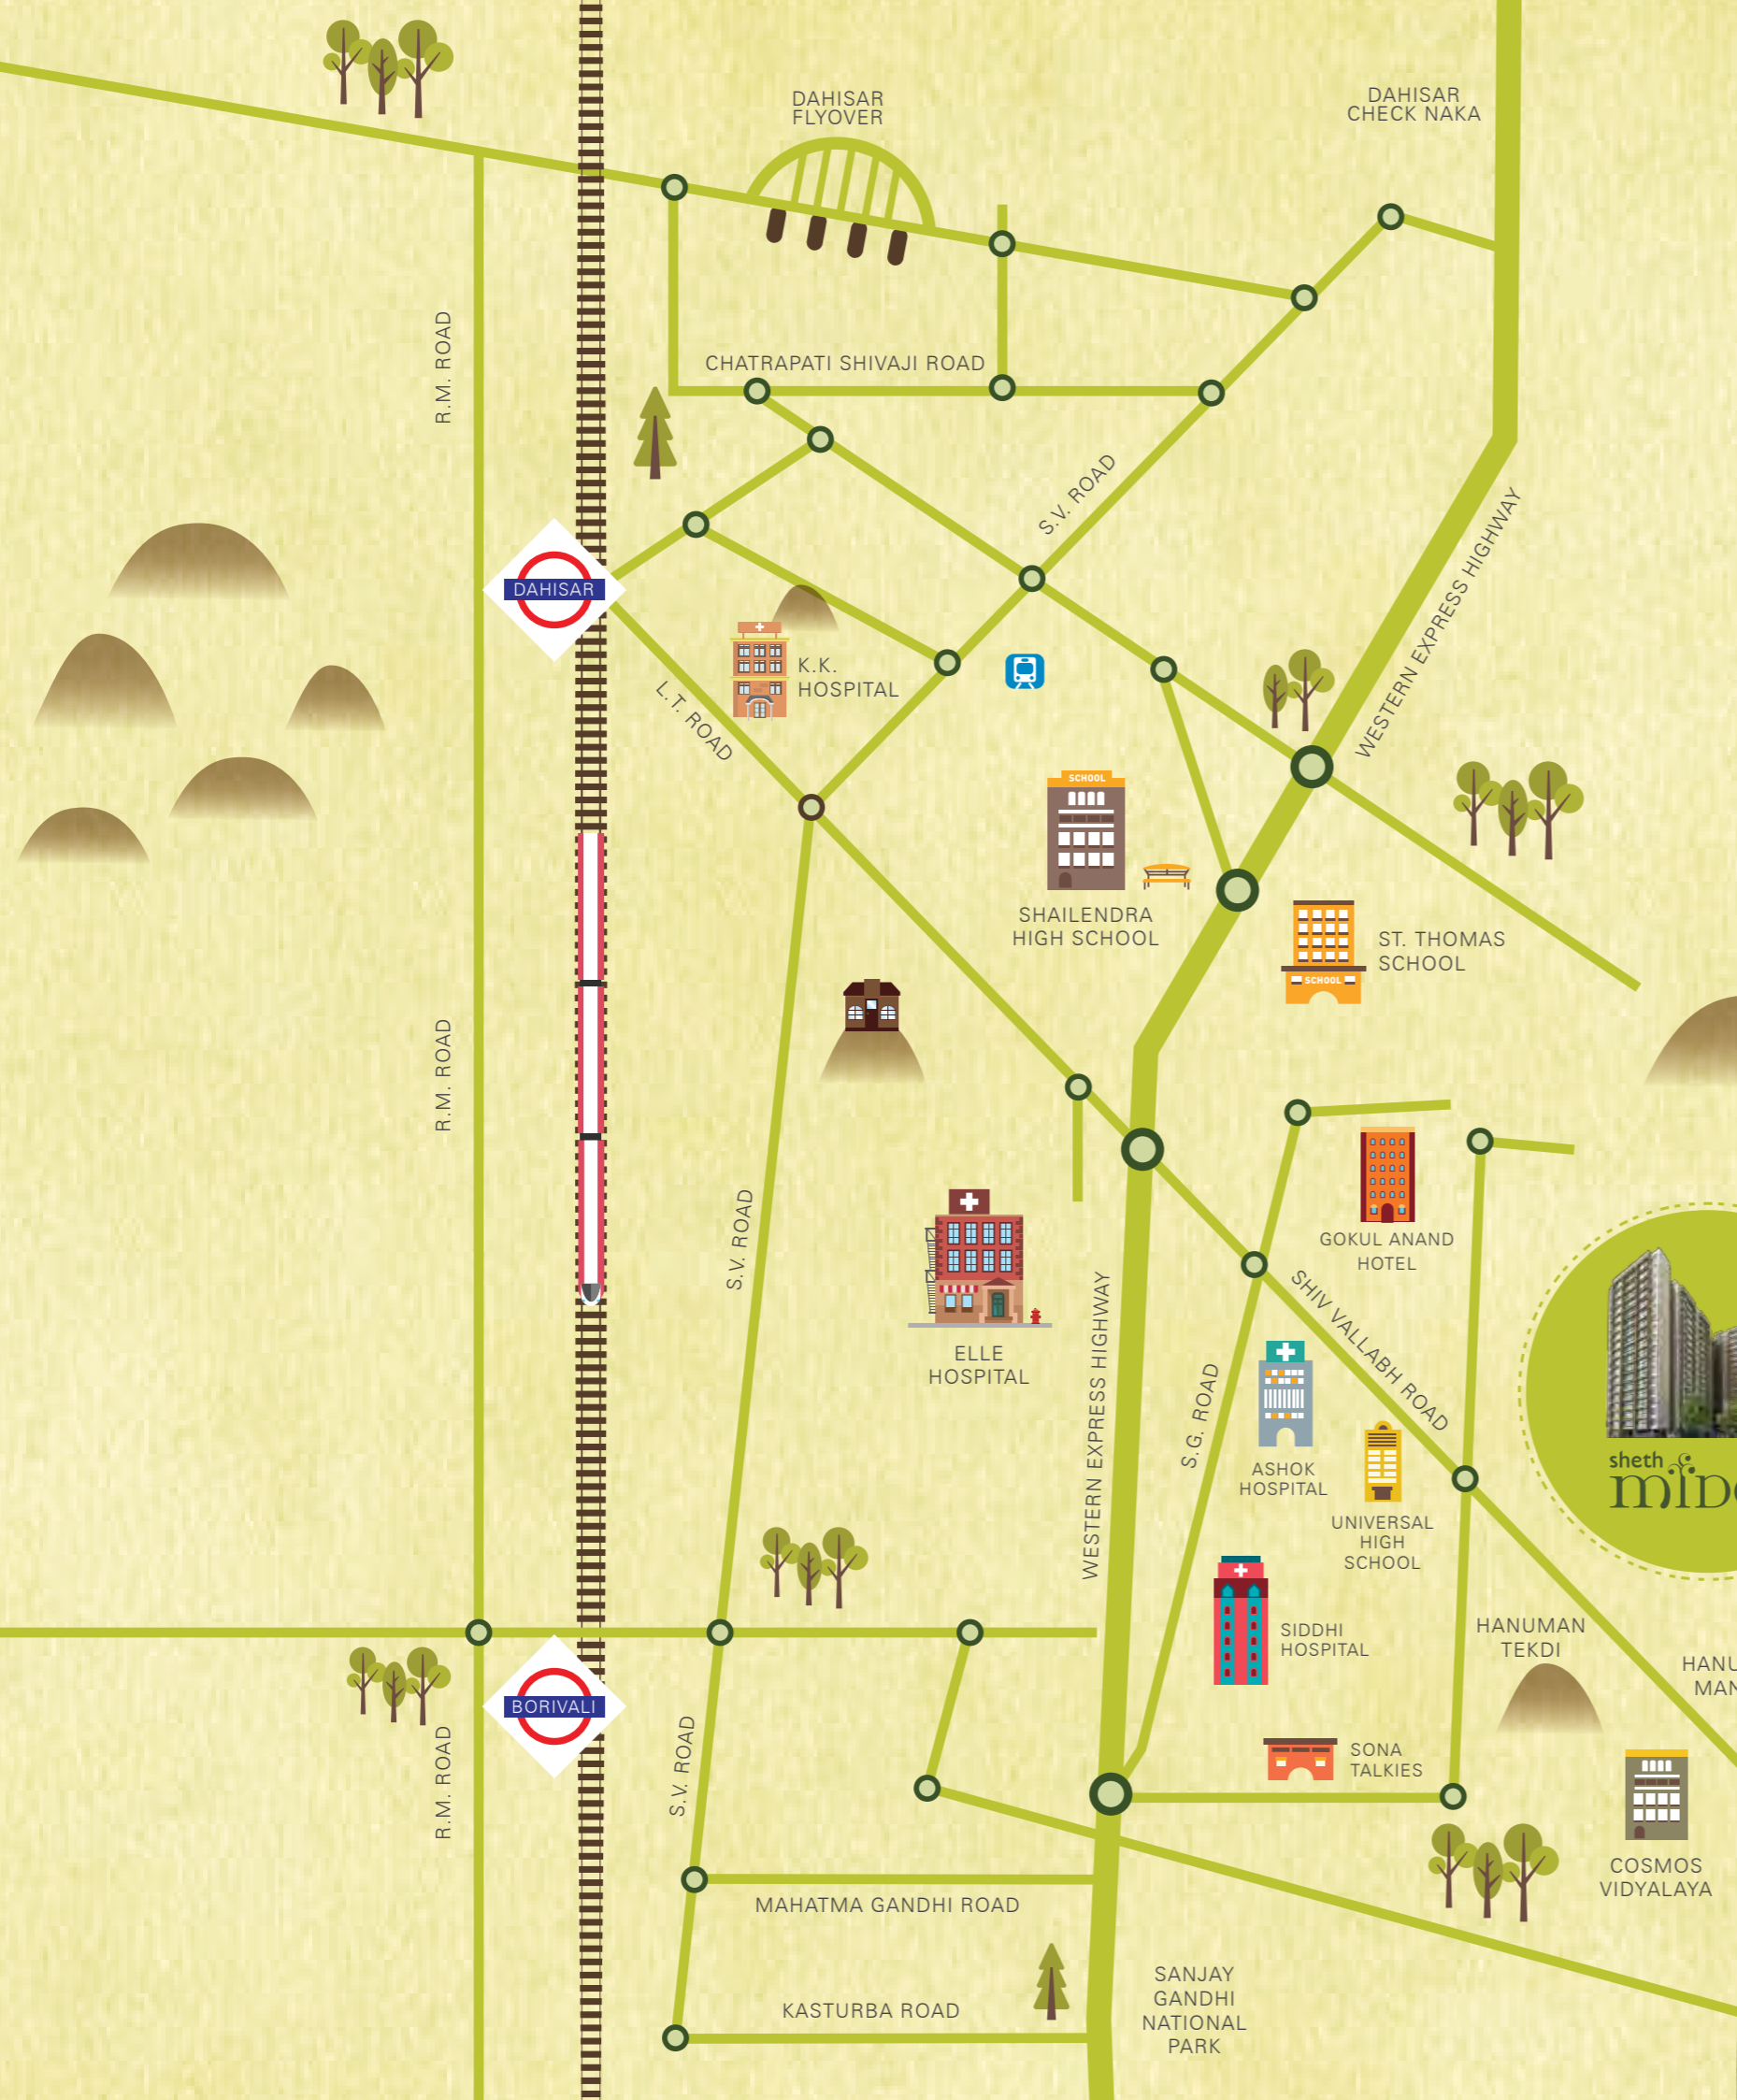 DAHISAR
FLYOVER
DAHISAR
CHECK NAKA
R.M. ROAD
CHATRAPATI SHIVAJI ROAD
S.V. ROAD
WESTERN EXPRESS HIGHWAY
DAHISAR
K.K.
HOSPITAL
L.T. ROAD
SCHOOL
SHAILENDRA
HIGH SCHOOL
ST. THOMAS
SCHOOL
SCHOOL
R.M. ROAD
S.V. ROAD
GOKUL ANAND
HOTEL
ELLE
HOSPITAL
WESTERN EXPRESS HIGHWAY
SHIV VALLABH ROAD
S.G. ROAD
ASHOK
HOSPITAL
sheth
UNIVERSAL
HIGH
SCHOOL
SIDDHI
HOSPITAL
HANUMAN
TEKDI
BORIVALI
R.M. ROAD
S.V. ROAD
SONA
TALKIES
COSMOS
VIDYALAYA
MAHATMA GANDHI ROAD
KASTURBA ROAD
SANJAY
GANDHI
NATIONAL
PARK